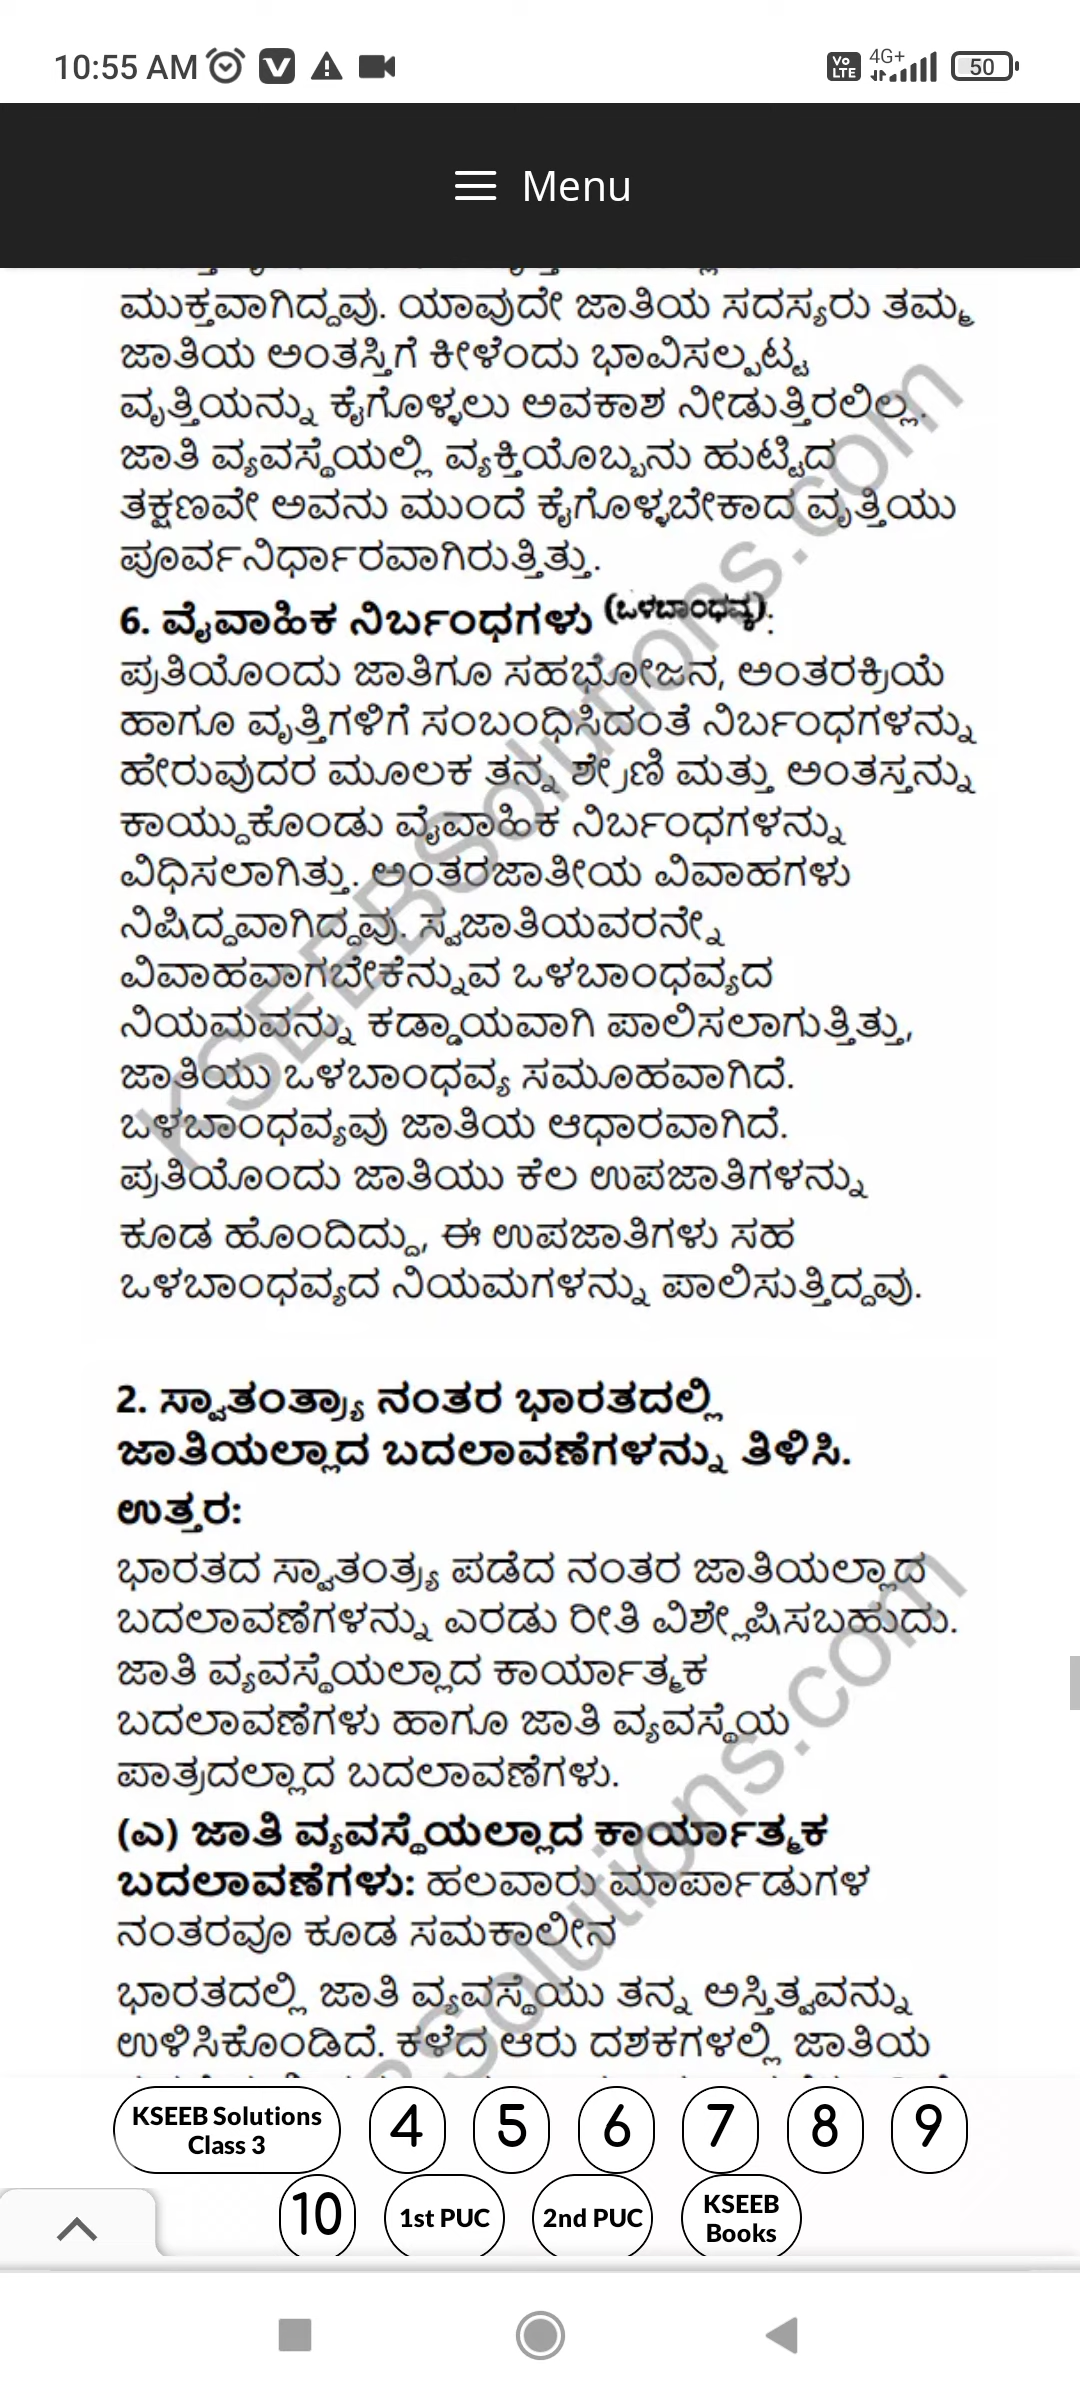 10:55 AM
Vo LTE 4G+ 50
Menu
ಮುಕ್ತವಾಗಿದ್ದವು. ಯಾವುದೇ ಜಾತಿಯ ಸದಸ್ಯರು ತಮ್ಮ
ಜಾತಿಯ ಅಂತಸ್ತಿಗೆ ಕೀಳೆಂದು ಭಾವಿಸಲ್ಪಟ್ಟ
ವೃತ್ತಿಯನ್ನು ಕೈಗೊಳ್ಳಲು ಅವಕಾಶ ನೀಡುತ್ತಿರಲಿಲ್ಲ.
ಜಾತಿ ವ್ಯವಸ್ಥೆಯಲ್ಲಿ ವ್ಯಕ್ತಿಯೊಬ್ಬನು ಹುಟ್ಟಿದ
ತಕ್ಷಣವೇ ಅವನು ಮುಂದೆ ಕೈಗೊಳ್ಳಬೇಕಾದ ವೃತ್ತಿಯು
ಪೂರ್ವನಿರ್ಧಾರವಾಗಿರುತ್ತಿತ್ತು.
6. ವೈವಾಹಿಕ ನಿರ್ಬಂಧಗಳು (ಒಳಬಾಂಧವ್ಯ):
ಪ್ರತಿಯೊಂದು ಜಾತಿಗೂ ಸಹಭೋಜನ, ಅಂತರಕ್ರಿಯೆ
ಹಾಗೂ ವೃತ್ತಿಗಳಿಗೆ ಸಂಬಂಧಿಸಿದಂತೆ ನಿರ್ಬಂಧಗಳನ್ನು
ಹೇರುವುದರ ಮೂಲಕ ತನ್ನ ಶ್ರೇಣಿ ಮತ್ತು ಅಂತಸ್ತನ್ನು
ಕಾಯ್ದುಕೊಂಡು ವೈವಾಹಿಕ ನಿರ್ಬಂಧಗಳನ್ನು
ವಿಧಿಸಲಾಗಿತ್ತು. ಅಂತರಜಾತೀಯ ವಿವಾಹಗಳು
ನಿಷಿದ್ಧವಾಗಿದ್ದವು. ಸ್ವಜಾತಿಯವರನ್ನೇ
ವಿವಾಹವಾಗಬೇಕೆನ್ನುವ ಒಳಬಾಂಧವ್ಯದ
ನಿಯಮವನ್ನು ಕಡ್ಡಾಯವಾಗಿ ಪಾಲಿಸಲಾಗುತ್ತಿತ್ತು,
ಜಾತಿಯು ಒಳಬಾಂಧವ್ಯ ಸಮೂಹವಾಗಿದೆ.
ಒಳಬಾಂಧವ್ಯವು ಜಾತಿಯ ಆಧಾರವಾಗಿದೆ.
ಪ್ರತಿಯೊಂದು ಜಾತಿಯು ಕೆಲ ಉಪಜಾತಿಗಳನ್ನು
ಕೂಡ ಹೊಂದಿದ್ದು, ಈ ಉಪಜಾತಿಗಳು ಸಹ
ಒಳಬಾಂಧವ್ಯದ ನಿಯಮಗಳನ್ನು ಪಾಲಿಸುತ್ತಿದ್ದವು.
KSEEBSolutions.com
2. ಸ್ವಾತಂತ್ರ್ಯಾ ನಂತರ ಭಾರತದಲ್ಲಿ
ಜಾತಿಯಲ್ಲಾದ ಬದಲಾವಣೆಗಳನ್ನು ತಿಳಿಸಿ.
ಉತ್ತರ:
ಭಾರತದ ಸ್ವಾತಂತ್ರ್ಯ ಪಡೆದ ನಂತರ ಜಾತಿಯಲ್ಲಾದ
ಬದಲಾವಣೆಗಳನ್ನು ಎರಡು ರೀತಿ ವಿಶ್ಲೇಷಿಸಬಹುದು.
ಜಾತಿ ವ್ಯವಸ್ಥೆಯಲ್ಲಾದ ಕಾರ್ಯಾತ್ಮಕ
ಬದಲಾವಣೆಗಳು ಹಾಗೂ ಜಾತಿ ವ್ಯವಸ್ಥೆಯ
ಪಾತ್ರದಲ್ಲಾದ ಬದಲಾವಣೆಗಳು.
(ಎ) ಜಾತಿ ವ್ಯವಸ್ಥೆಯಲ್ಲಾದ ಕಾರ್ಯಾತ್ಮಕ
ಬದಲಾವಣೆಗಳು: ಹಲವಾರು ಮಾರ್ಪಾಡುಗಳ
ನಂತರವೂ ಕೂಡ ಸಮಕಾಲೀನ
ಭಾರತದಲ್ಲಿ ಜಾತಿ ವ್ಯವಸ್ಥೆಯು ತನ್ನ ಅಸ್ತಿತ್ವವನ್ನು
ಉಳಿಸಿಕೊಂಡಿದೆ. ಕಳೆದ ಆರು ದಶಕಗಳಲ್ಲಿ ಜಾತಿಯ
BSolutions.com
KSEEB Solutions Class 3 4 5 6 7 8 9
10 1st PUC 2nd PUC KSEEB Books